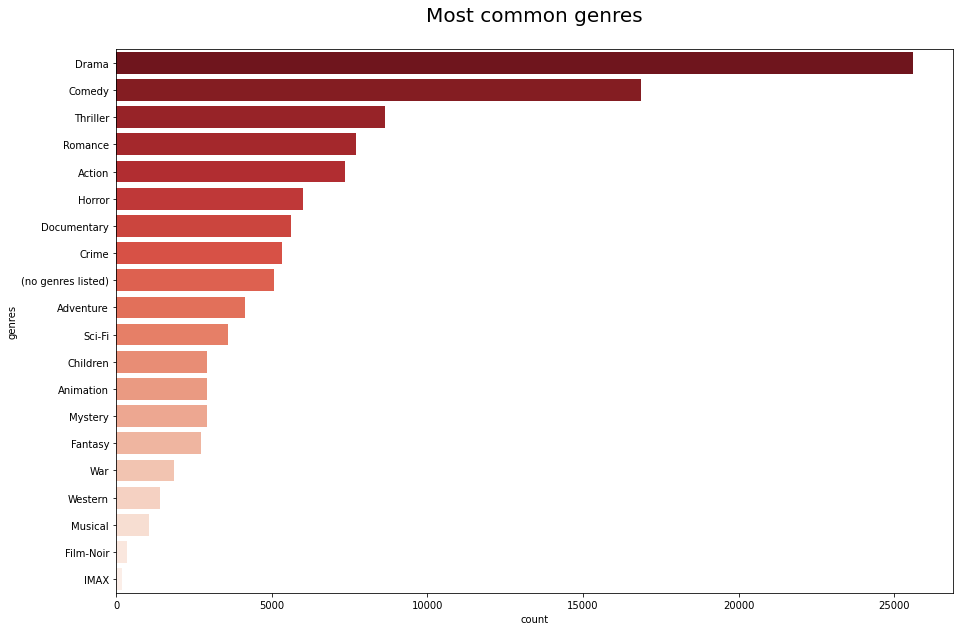 Most common genres
Drama
Comedy
Thriller
Romance
Action
Horror
Documentary
Crime
(no genres listed)
Adventure
Sci-Fi
Children
Animation
Mystery
Fantasy
War
Western
Musical
Film-Noir
IMAX
genres
0 5000 10000 15000 20000 25000
count